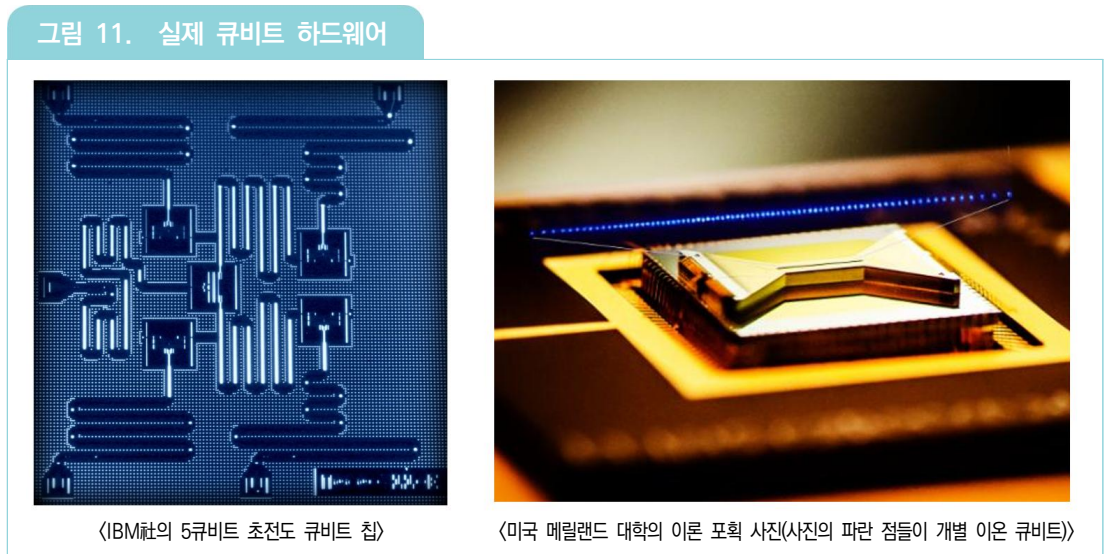 그림 11. 실제 큐비트 하드웨어
〈IBM社의 5큐비트 초전도 큐비트 칩〉
〈미국 메릴랜드 대학의 이론 포획 사진(사진의 파란 점들이 개별 이온 큐비트)〉